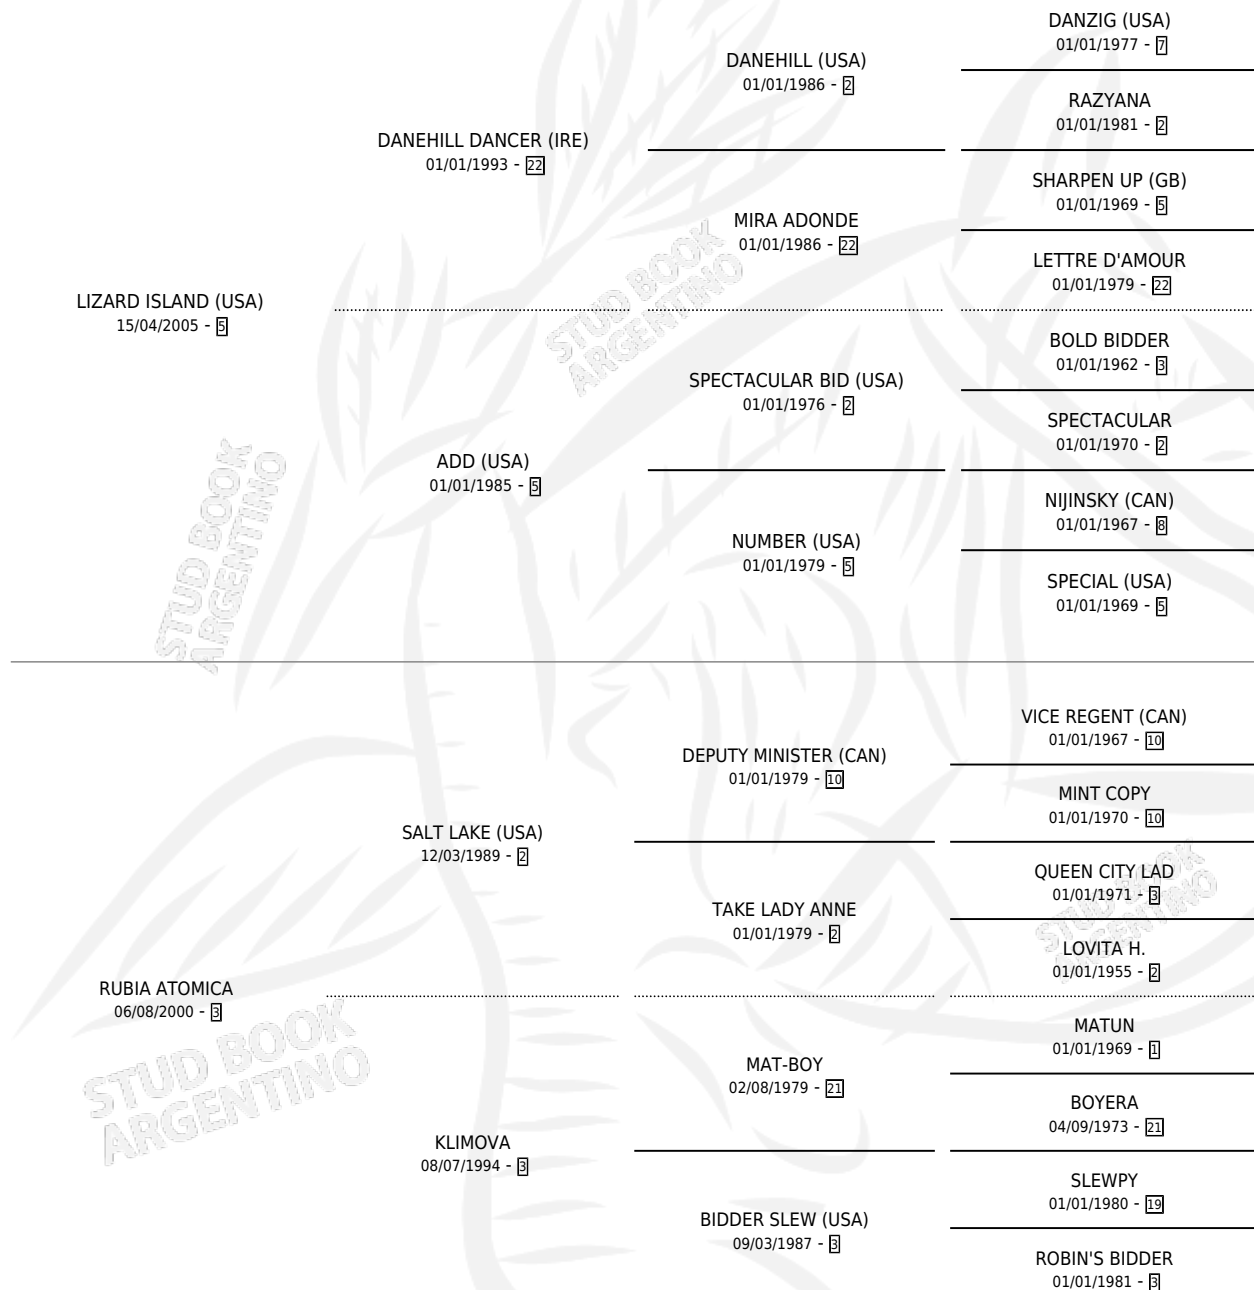 DANZIG (USA)
01/01/1977 - 7
DANEHILL (USA)
01/01/1986 - 2
RAZYANA
01/01/1981 - 2
DANEHILL DANCER (IRE)
01/01/1993 - 22
SHARPEN UP (GB)
01/01/1969 - 5
MIRA ADONDE
01/01/1986 - 22
LETTRE D'AMOUR
01/01/1979 - 22
LIZARD ISLAND (USA)
15/04/2005 - 5
STUD BOOK
ARGENTINO
BOLD BIDDER
01/01/1962 - 3
SPECTACULAR BID (USA)
01/01/1976 - 2
SPECTACULAR
01/01/1970 - 2
ADD (USA)
01/01/1985 - 5
NIJINSKY (CAN)
01/01/1967 - 8
NUMBER (USA)
01/01/1979 - 5
SPECIAL (USA)
01/01/1969 - 5
STUD BOOK
ARGENTINO
VICE REGENT (CAN)
01/01/1967 - 10
DEPUTY MINISTER (CAN)
01/01/1979 - 10
MINT COPY
01/01/1970 - 10
SALT LAKE (USA)
12/03/1989 - 2
QUEEN CITY LAD
01/01/1971 - 3
TAKE LADY ANNE
01/01/1979 - 2
STUD BOOK
ARGENTINO
LOVITA H.
01/01/1955 - 2
RUBIA ATOMICA
06/08/2000 - 3
STUD BOOK
ARGENTINO
MATUN
01/01/1969 - 1
MAT-BOY
02/08/1979 - 21
BOYERA
04/09/1973 - 21
KLIMOVA
08/07/1994 - 3
SLEWPY
01/01/1980 - 19
BIDDER SLEW (USA)
09/03/1987 - 3
ROBIN'S BIDDER
01/01/1981 - 3